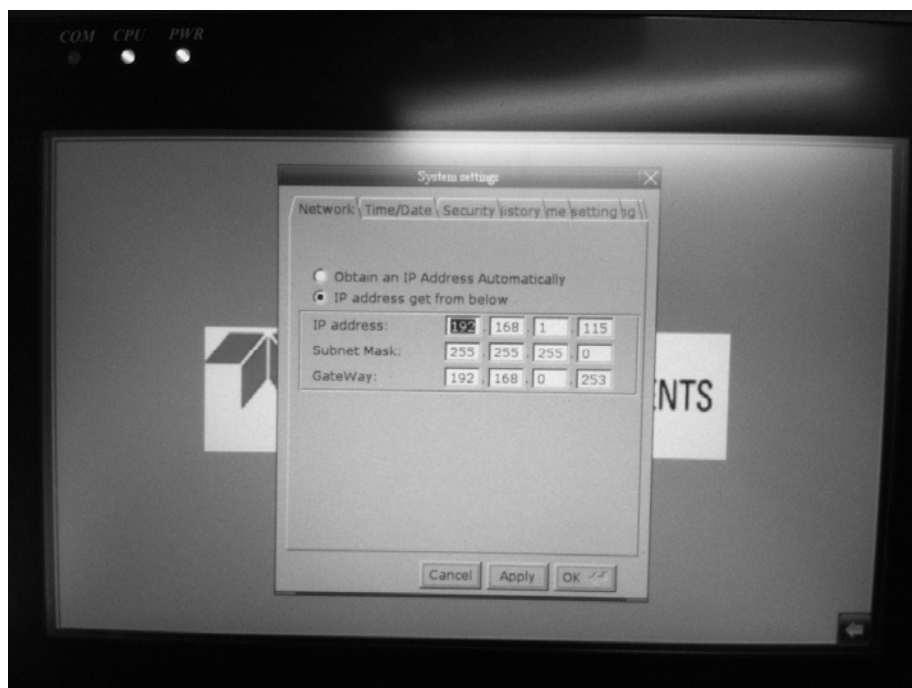 COM CPU PWR
System settings
Network Time/Date Security istory me setting og
Obtain an IP Address Automatically
IP address get from below
IP address: 192 . 168 . 1 . 115
Subnet Mask: 255 . 255 . 255 . 0
GateWay: 192 . 168 . 0 . 253
ENTS
Cancel Apply OK